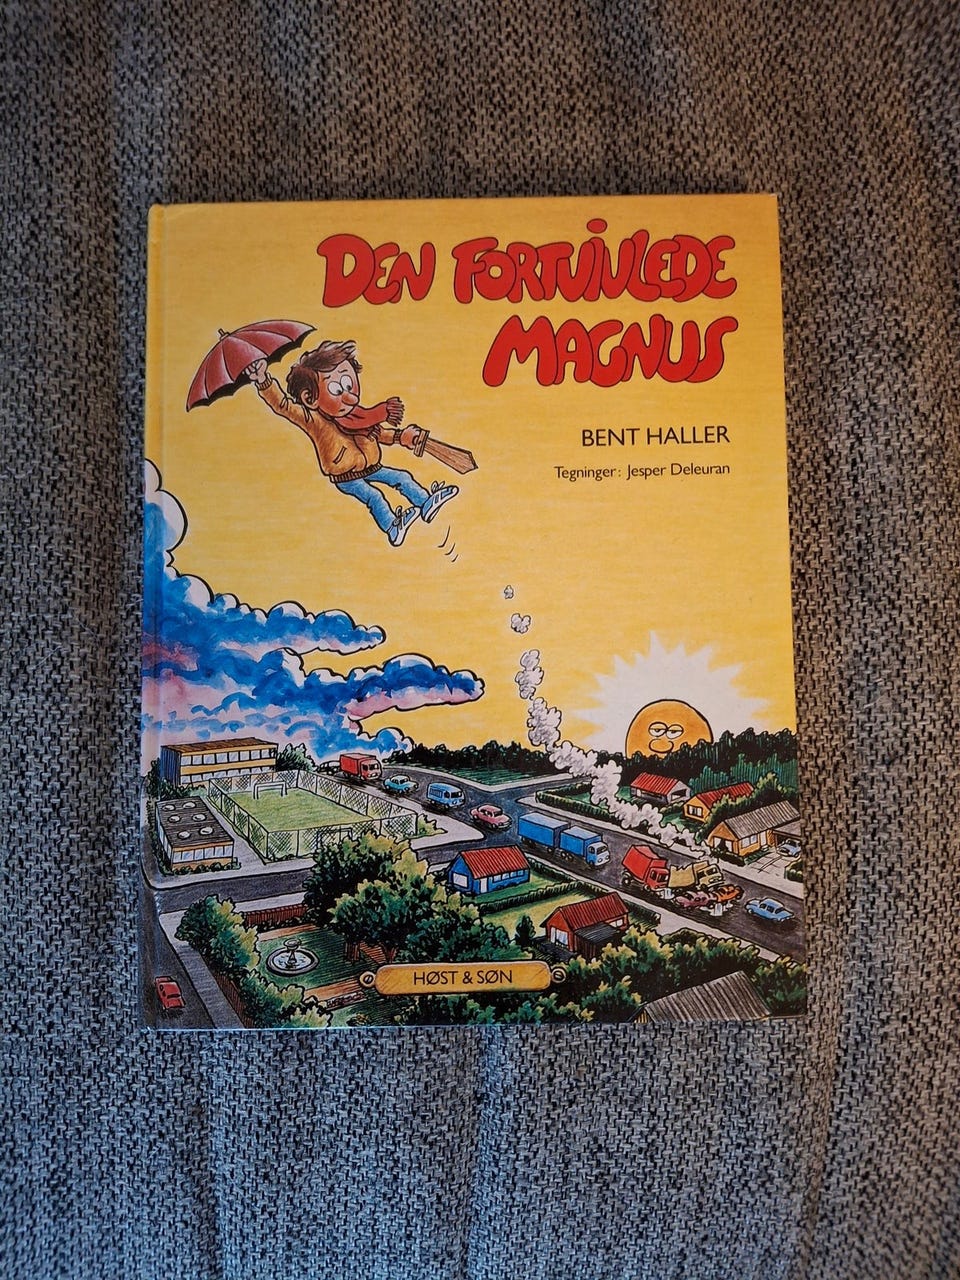 DEN FORTVIVLEDE
MAGNUS
BENT HALLER
Tegninger: Jesper Deleuran
HØST & SØN